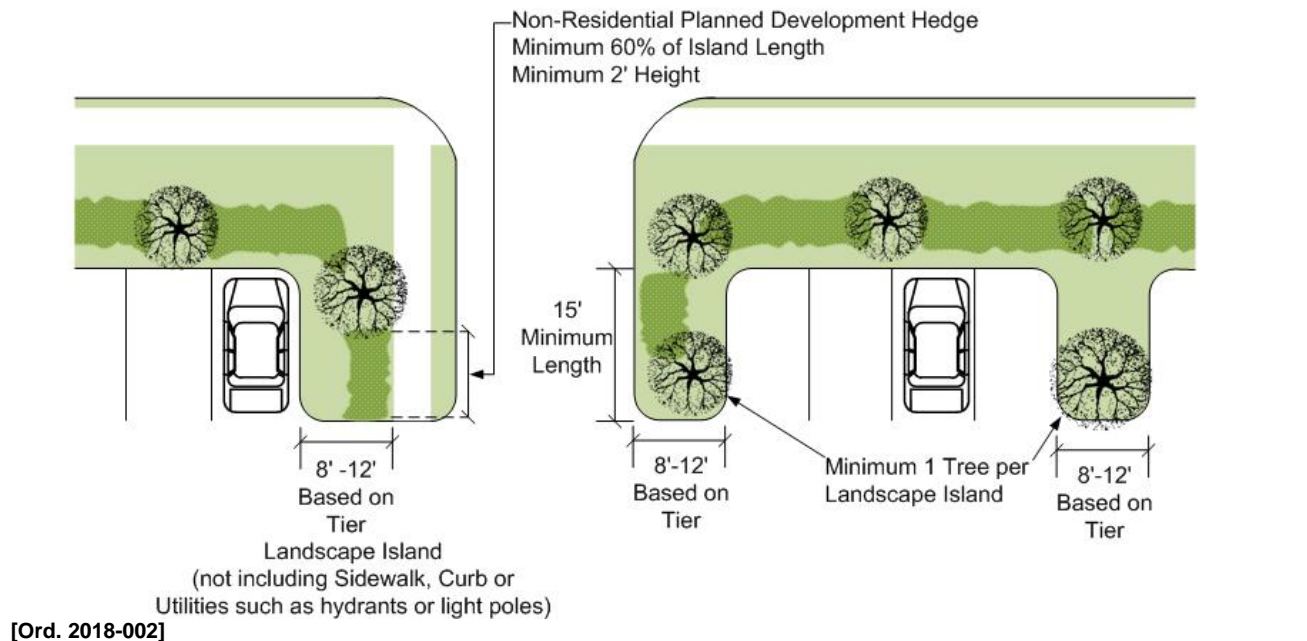 Non-Residential Planned Development Hedge
Minimum 60% of Island Length
Minimum 2' Height
15'
Minimum
Length
8' -12'
Based on
Tier
Landscape Island
(not including Sidewalk, Curb or
Utilities such as hydrants or light poles)
8'-12'
Based on
Tier
Minimum 1 Tree per
Landscape Island
8'-12'
Based on
Tier
[Ord. 2018-002]